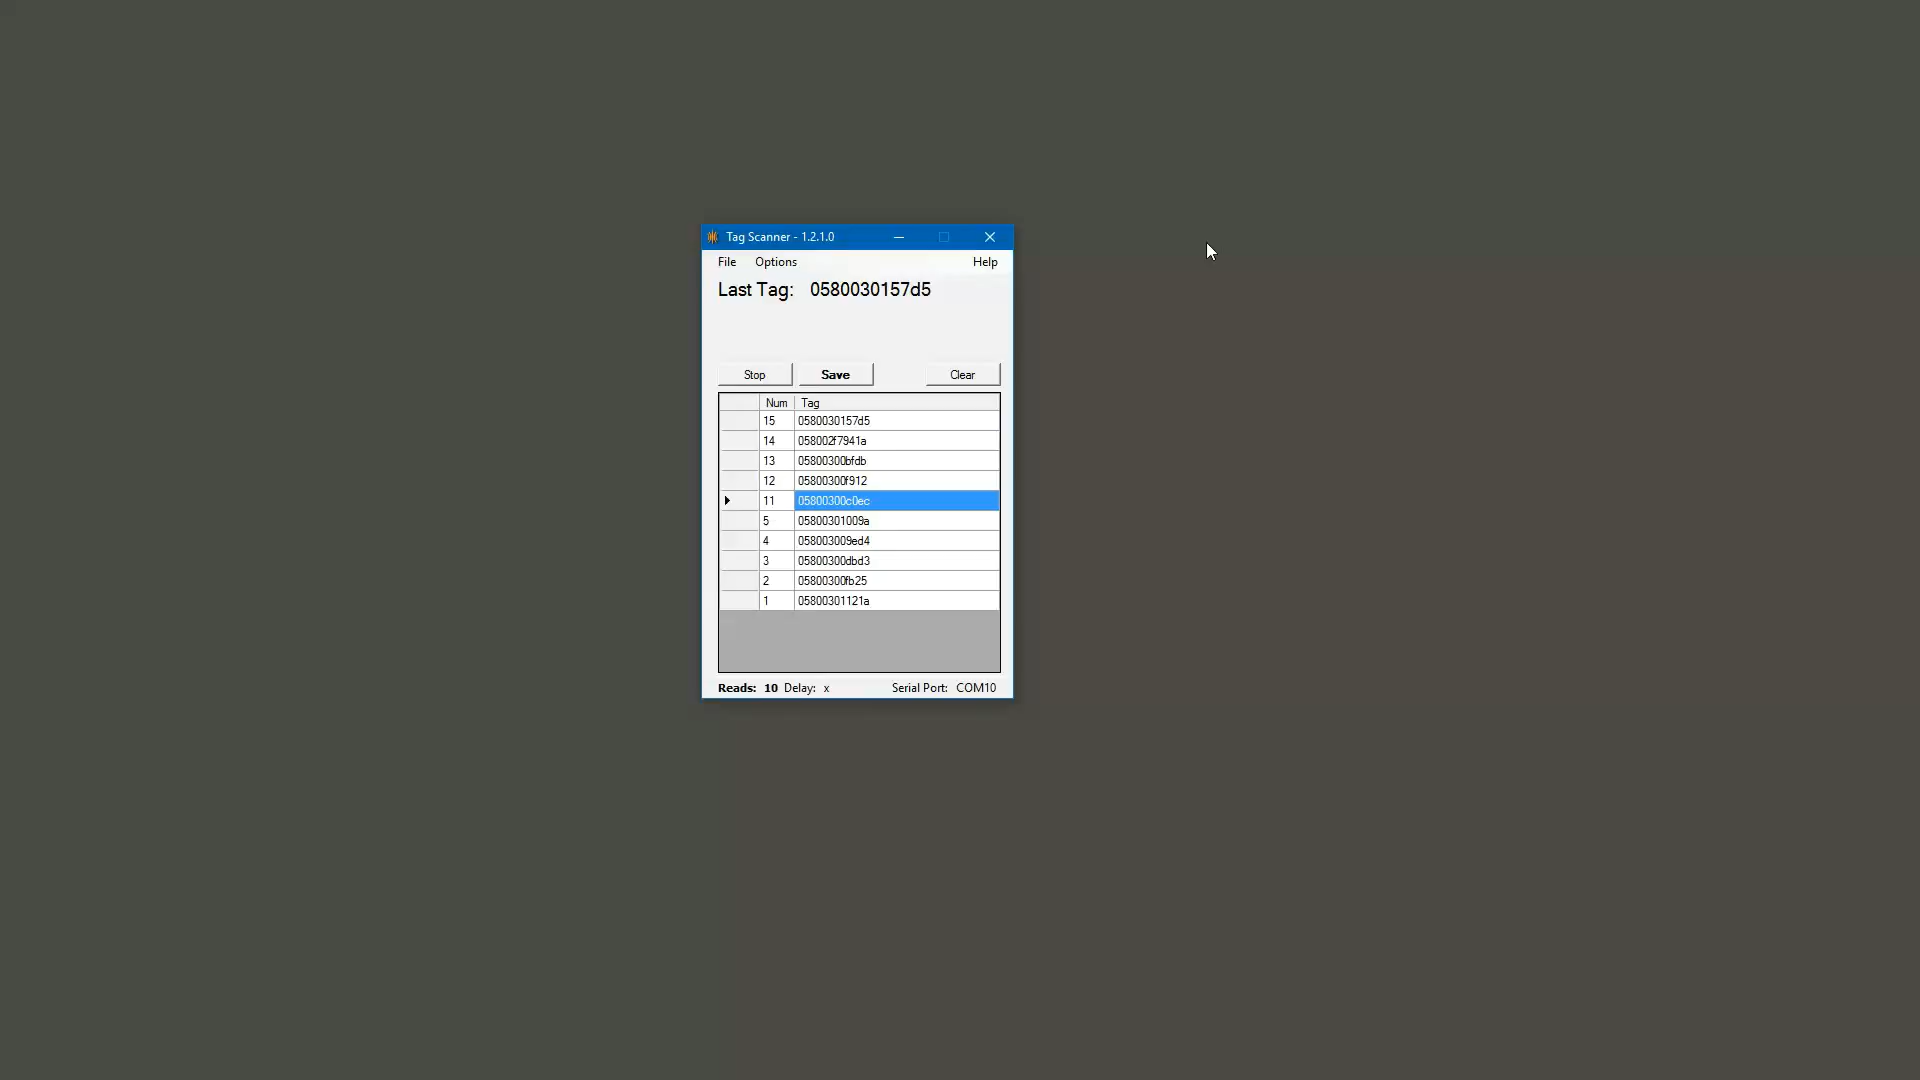 Tag Scanner - 1.2.1.0
File Options Help
Last Tag: 0580030157d5
Stop Save Clear
Num Tag
15 0580030157d5
14 058002f7941a
13 05800300bfdb
12 05800300f912
11 05800300c0ec
5 05800301009a
4 058003009ed4
3 05800300dbd3
2 05800300fb25
1 05800301121a
Reads: 10 Delay: x Serial Port: COM10